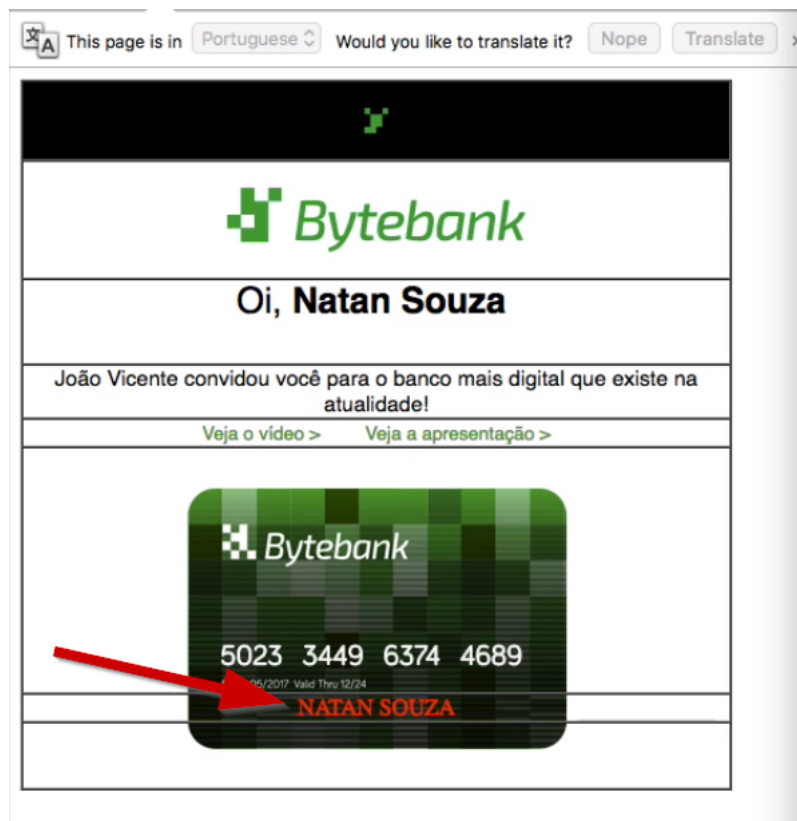 This page is in Portuguese Would you like to translate it? Nope Translate
Bytebank
Oi, Natan Souza
João Vicente convidou você para o banco mais digital que existe na
atualidade!
Veja o vídeo > Veja a apresentação >
Bytebank
5023 3449 6374 4689
05/2017 Valid Thru 12/24
NATAN SOUZA